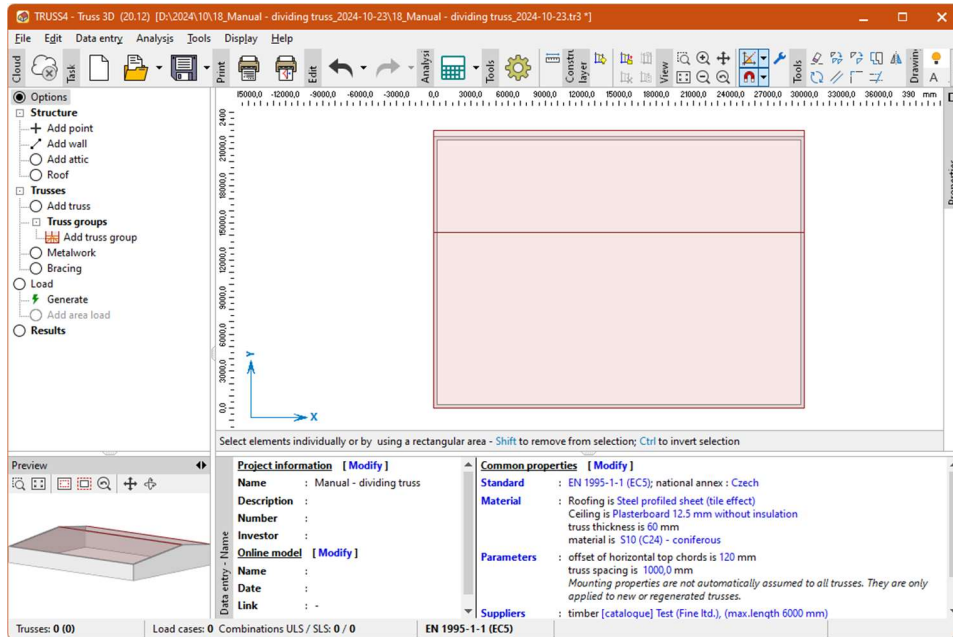 TRUSS4 - Truss 3D (20.12) [D:\2024\10\18_Manual - dividing truss_2024-10-23\18_Manual - dividing truss_2024-10-23.tr3 *]
File Edit Data entry Analysis Tools Display Help
Cloud Task Print Edit Analysi Tools Constru layer View Tools Drawin
Options
Structure
Add point
Add wall
Add attic
Roof
Trusses
Add truss
Truss groups
Add truss group
Metalwork
Bracing
Load
Generate
Add area load
Results
-12000,0 -9000,0 -6000,0 -3000,0 0,0 3000,0 6000,0 9000,0 12000,0 15000,0 18000,0 21000,0 24000,0 27000,0 30000,0 33000,0 36000,0 390 mm
2400
21000,0
18000,0
15000,0
12000,0
9000,0
6000,0
3000,0
0,0
Y
X
Select elements individually or by using a rectangular area - Shift to remove from selection; Ctrl to invert selection
Preview
Data entry - Name
Project information [ Modify ]
Name : Manual - dividing truss
Description :
Number :
Investor :
Online model [ Modify ]
Name :
Date :
Link : -
Common properties [ Modify ]
Standard : EN 1995-1-1 (EC5); national annex : Czech
Material : Roofing is Steel profiled sheet (tile effect)
Ceiling is Plasterboard 12.5 mm without insulation
truss thickness is 60 mm
material is S10 (C24) - coniferous
Parameters : offset of horizontal top chords is 120 mm
truss spacing is 1000,0 mm
Mounting properties are not automatically assumed to all trusses. They are only
applied to new or regenerated trusses.
Suppliers : timber [catalogue] Test (Fine ltd.), (max.length 6000 mm)
Trusses: 0 (0) Load cases: 0 Combinations ULS / SLS: 0 / 0 EN 1995-1-1 (EC5)